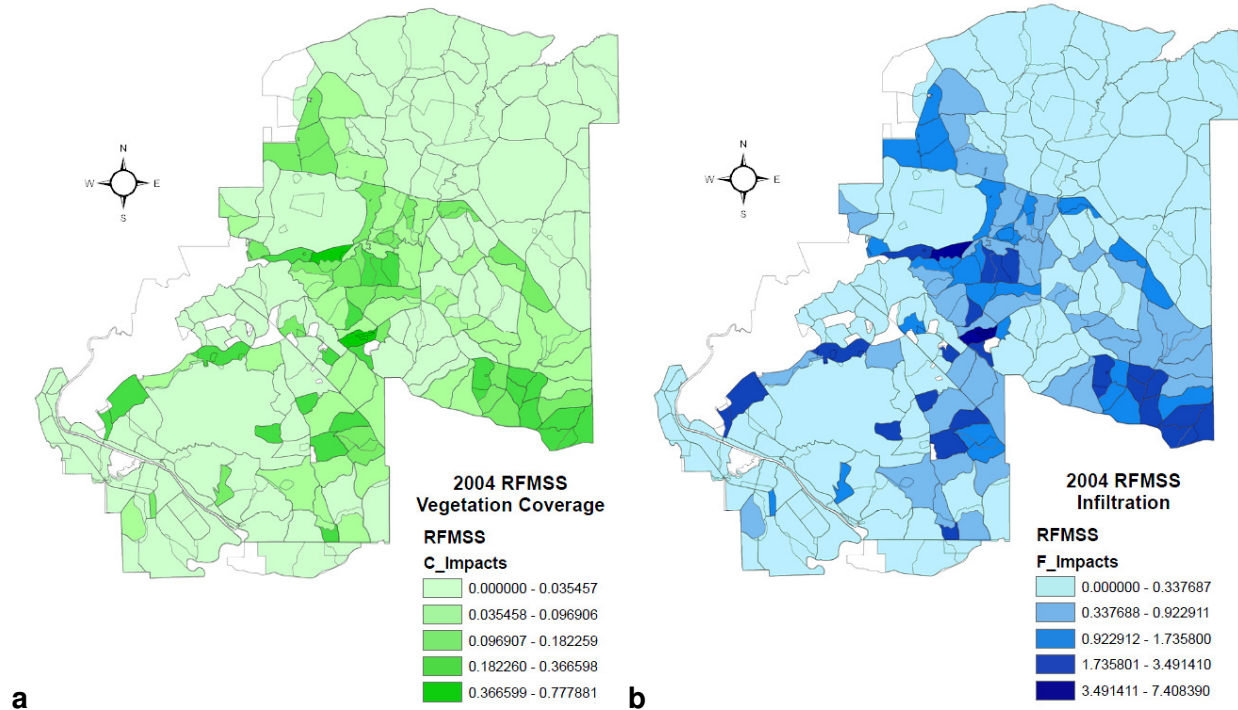 N
W E
S
2004 RFMSS
Vegetation Coverage
RFMSS
C_Impacts
0.000000 - 0.035457
0.035458 - 0.096906
0.096907 - 0.182259
0.182260 - 0.366598
0.366599 - 0.777881
a
N
W E
S
2004 RFMSS
Infiltration
RFMSS
F_Impacts
0.000000 - 0.337687
0.337688 - 0.922911
0.922912 - 1.735800
1.735801 - 3.491410
3.491411 - 7.408390
b